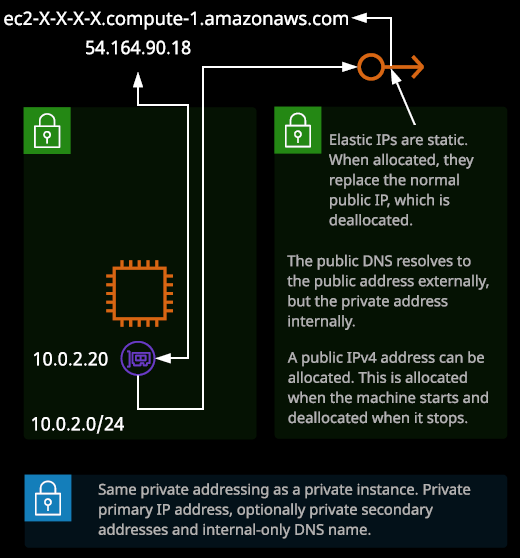 ec2-X-X-X-X.compute-1.amazonaws.com
54.164.90.18
Elastic IPs are static.
When allocated, they
replace the normal
public IP, which is
deallocated.
The public DNS resolves to
the public address externally,
but the private address
internally.
A public IPv4 address can be
allocated. This is allocated
when the machine starts and
deallocated when it stops.
10.0.2.20
10.0.2.0/24
Same private addressing as a private instance. Private
primary IP address, optionally private secondary
addresses and internal-only DNS name.